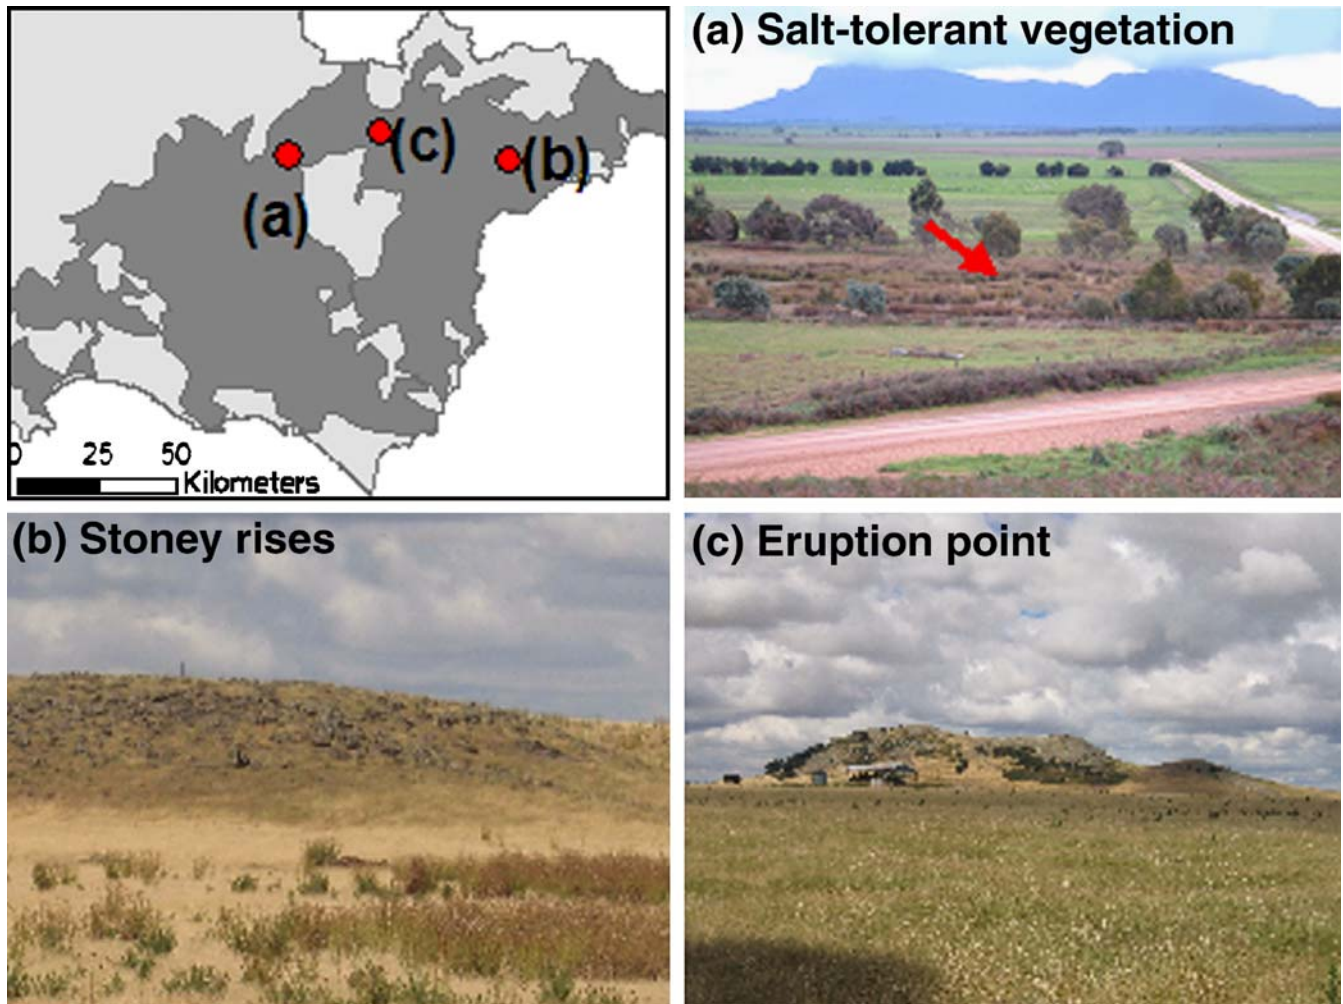 (a) Salt-tolerant vegetation
(c)
(b)
(a)
0 25 50
Kilometers
(b) Stoney rises
(c) Eruption point